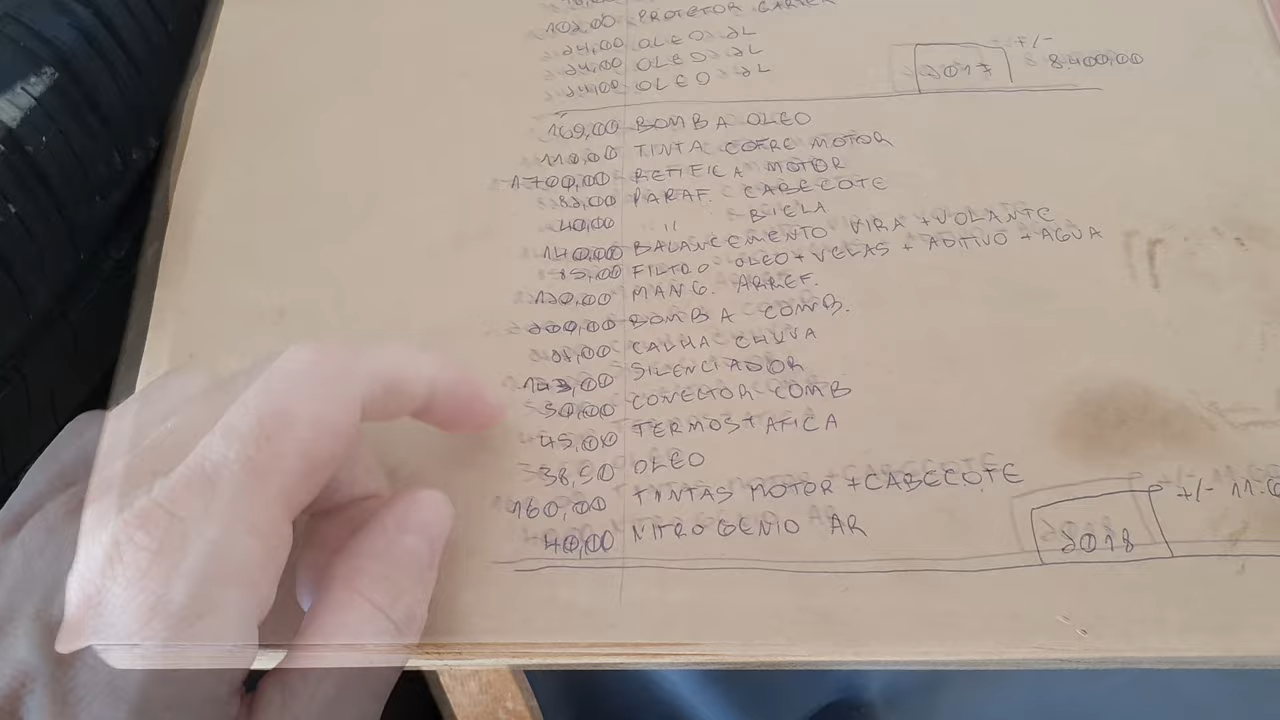 102,00 PROTETOR CARTER
24,00 OLEO 2L
24,00 OLEO 2L
24,00 OLEO 2L
2017 +/- 8.400,00
169,00 BOMBA OLEO
110,00 TINTA COFRE MOTOR
1700,00 RETIFICA MOTOR
82,00 PARAF. CABECOTE
40,00 " BIELA
140,00 BALANCEMENTO VIRA + VOLANTE
FILTRO OLEO + VELAS + ADITIVO + AGUA
120,00 MANG. ARREF.
200,00 BOMBA COMB.
CALHA CHUVA
143,00 SILENCIADOR
50,00 CONECTOR COMB
45,00 TERMOSTATICA
38,50 OLEO
160,00 TINTAS MOTOR + CABECOTE
40,00 NITROGENIO AR
2018 +/-